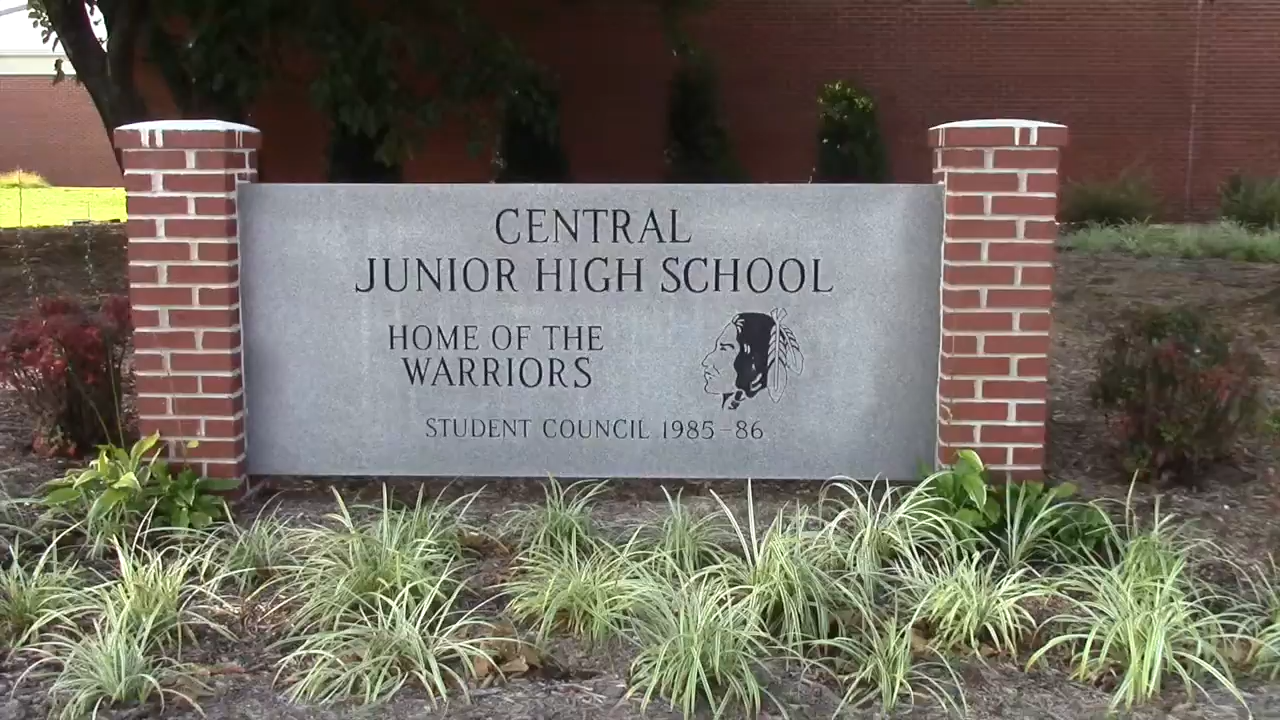 CENTRAL
JUNIOR HIGH SCHOOL
HOME OF THE
WARRIORS
STUDENT COUNCIL 1985-86